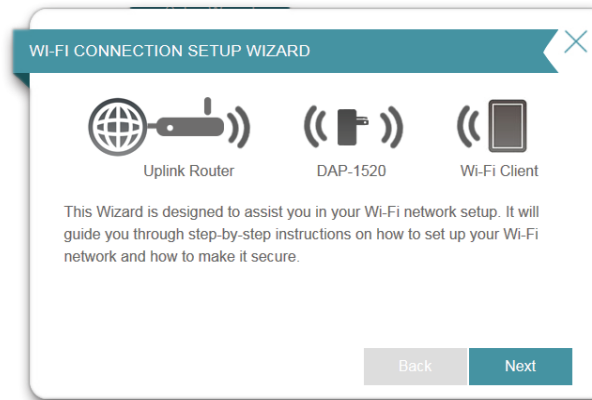 WI-FI CONNECTION SETUP WIZARD
Uplink Router
DAP-1520
Wi-Fi Client
This Wizard is designed to assist you in your Wi-Fi network setup. It will
guide you through step-by-step instructions on how to set up your Wi-Fi
network and how to make it secure.
Back
Next